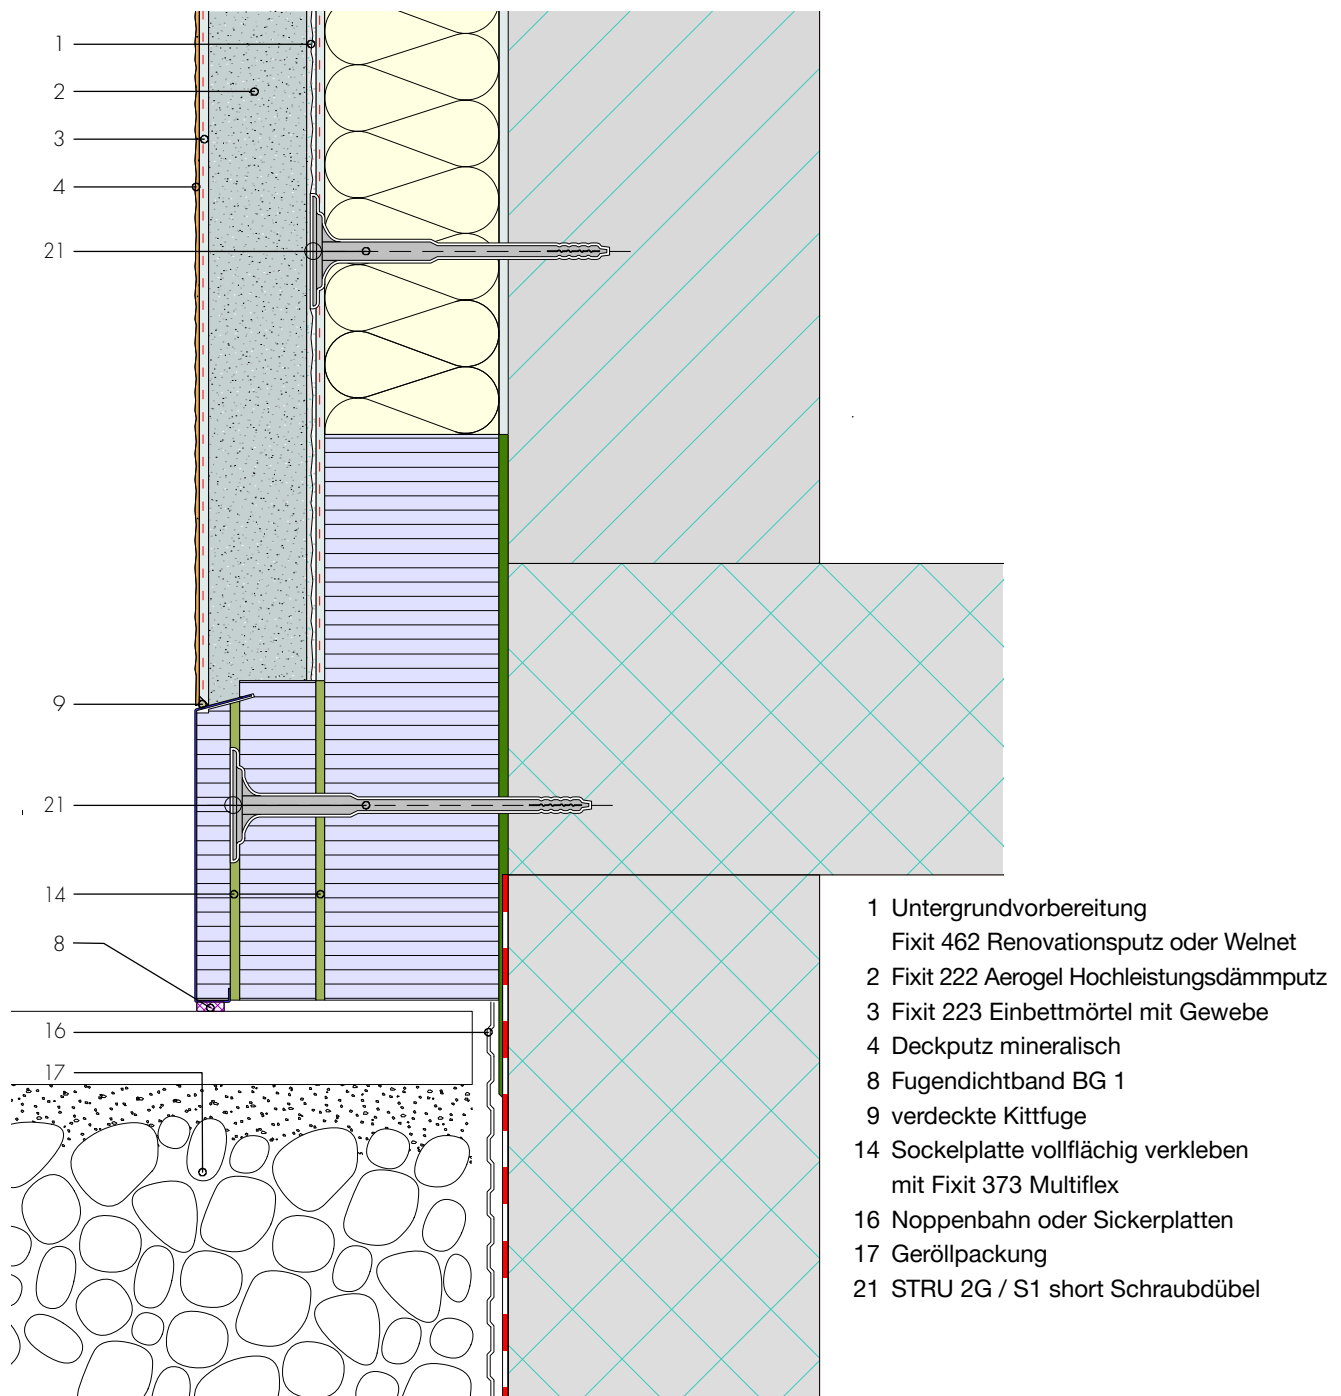 1
2
3
4
21
9
21
14
8
16
17
1 Untergrundvorbereitung
Fixit 462 Renovationsputz oder Welnet
2 Fixit 222 Aerogel Hochleistungsdämmputz
3 Fixit 223 Einbettmörtel mit Gewebe
4 Deckputz mineralisch
8 Fugendichtband BG 1
9 verdeckte Kittfuge
14 Sockelplatte vollflächig verkleben
mit Fixit 373 Multiflex
16 Noppenbahn oder Sickerplatten
17 Geröllpackung
21 STRU 2G / S1 short Schraubdübel